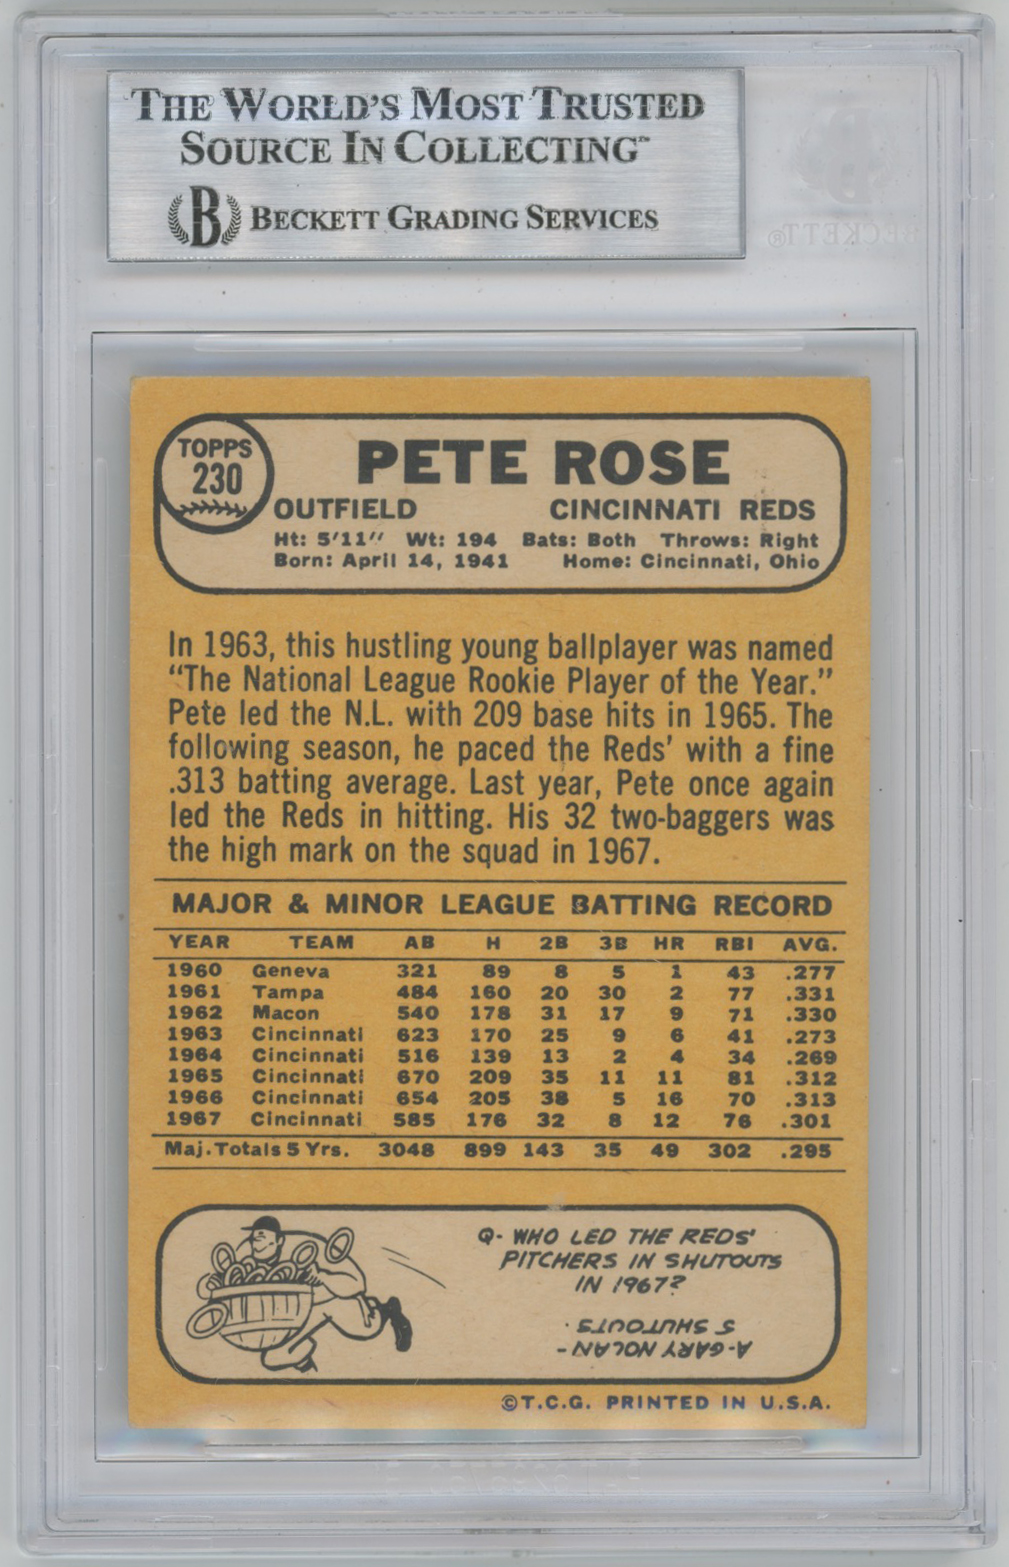 THE WORLD'S MOST TRUSTED
SOURCE IN COLLECTING™
B BECKETT GRADING SERVICES
BECKETT®
TOPPS
230
PETE ROSE
OUTFIELD CINCINNATI REDS
Ht: 5'11" Wt: 194 Bats: Both Throws: Right
Born: April 14, 1941 Home: Cincinnati, Ohio
In 1963, this hustling young ballplayer was named
“The National League Rookie Player of the Year.”
Pete led the N.L. with 209 base hits in 1965. The
following season, he paced the Reds’ with a fine
.313 batting average. Last year, Pete once again
led the Reds in hitting. His 32 two-baggers was
the high mark on the squad in 1967.
MAJOR & MINOR LEAGUE BATTING RECORD
YEAR TEAM AB H 2B 3B HR RBI AVG.
1960 Geneva 321 89 8 5 1 43 .277
1961 Tampa 484 160 20 30 2 77 .331
1962 Macon 540 178 31 17 9 71 .330
1963 Cincinnati 623 170 25 9 6 41 .273
1964 Cincinnati 516 139 13 2 4 34 .269
1965 Cincinnati 670 209 35 11 11 81 .312
1966 Cincinnati 654 205 38 5 16 70 .313
1967 Cincinnati 585 176 32 8 12 76 .301
Maj. Totals 5 Yrs. 3048 899 143 35 49 302 .295
Q- WHO LED THE REDS'
PITCHERS IN SHUTOUTS
IN 1967?
A-GARY NOLAN -
5 SHUTOUTS.
©T.C.G. PRINTED IN U.S.A.